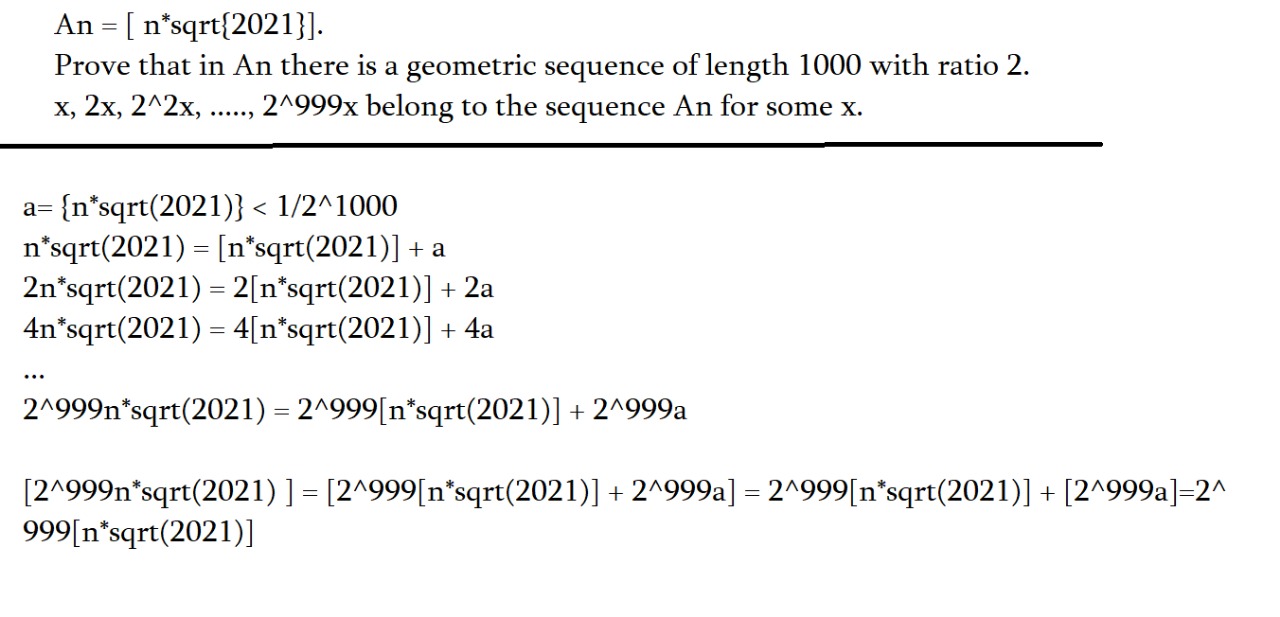 An = [ n*sqrt{2021}].
Prove that in An there is a geometric sequence of length 1000 with ratio 2.
x, 2x, 2^2x, ....., 2^999x belong to the sequence An for some x.
a= {n*sqrt(2021)} < 1/2^1000
n*sqrt(2021) = [n*sqrt(2021)] + a
2n*sqrt(2021) = 2[n*sqrt(2021)] + 2a
4n*sqrt(2021) = 4[n*sqrt(2021)] + 4a
...
2^999n*sqrt(2021) = 2^999[n*sqrt(2021)] + 2^999a
[2^999n*sqrt(2021) ] = [2^999[n*sqrt(2021)] + 2^999a] = 2^999[n*sqrt(2021)] + [2^999a]=2^
999[n*sqrt(2021)]